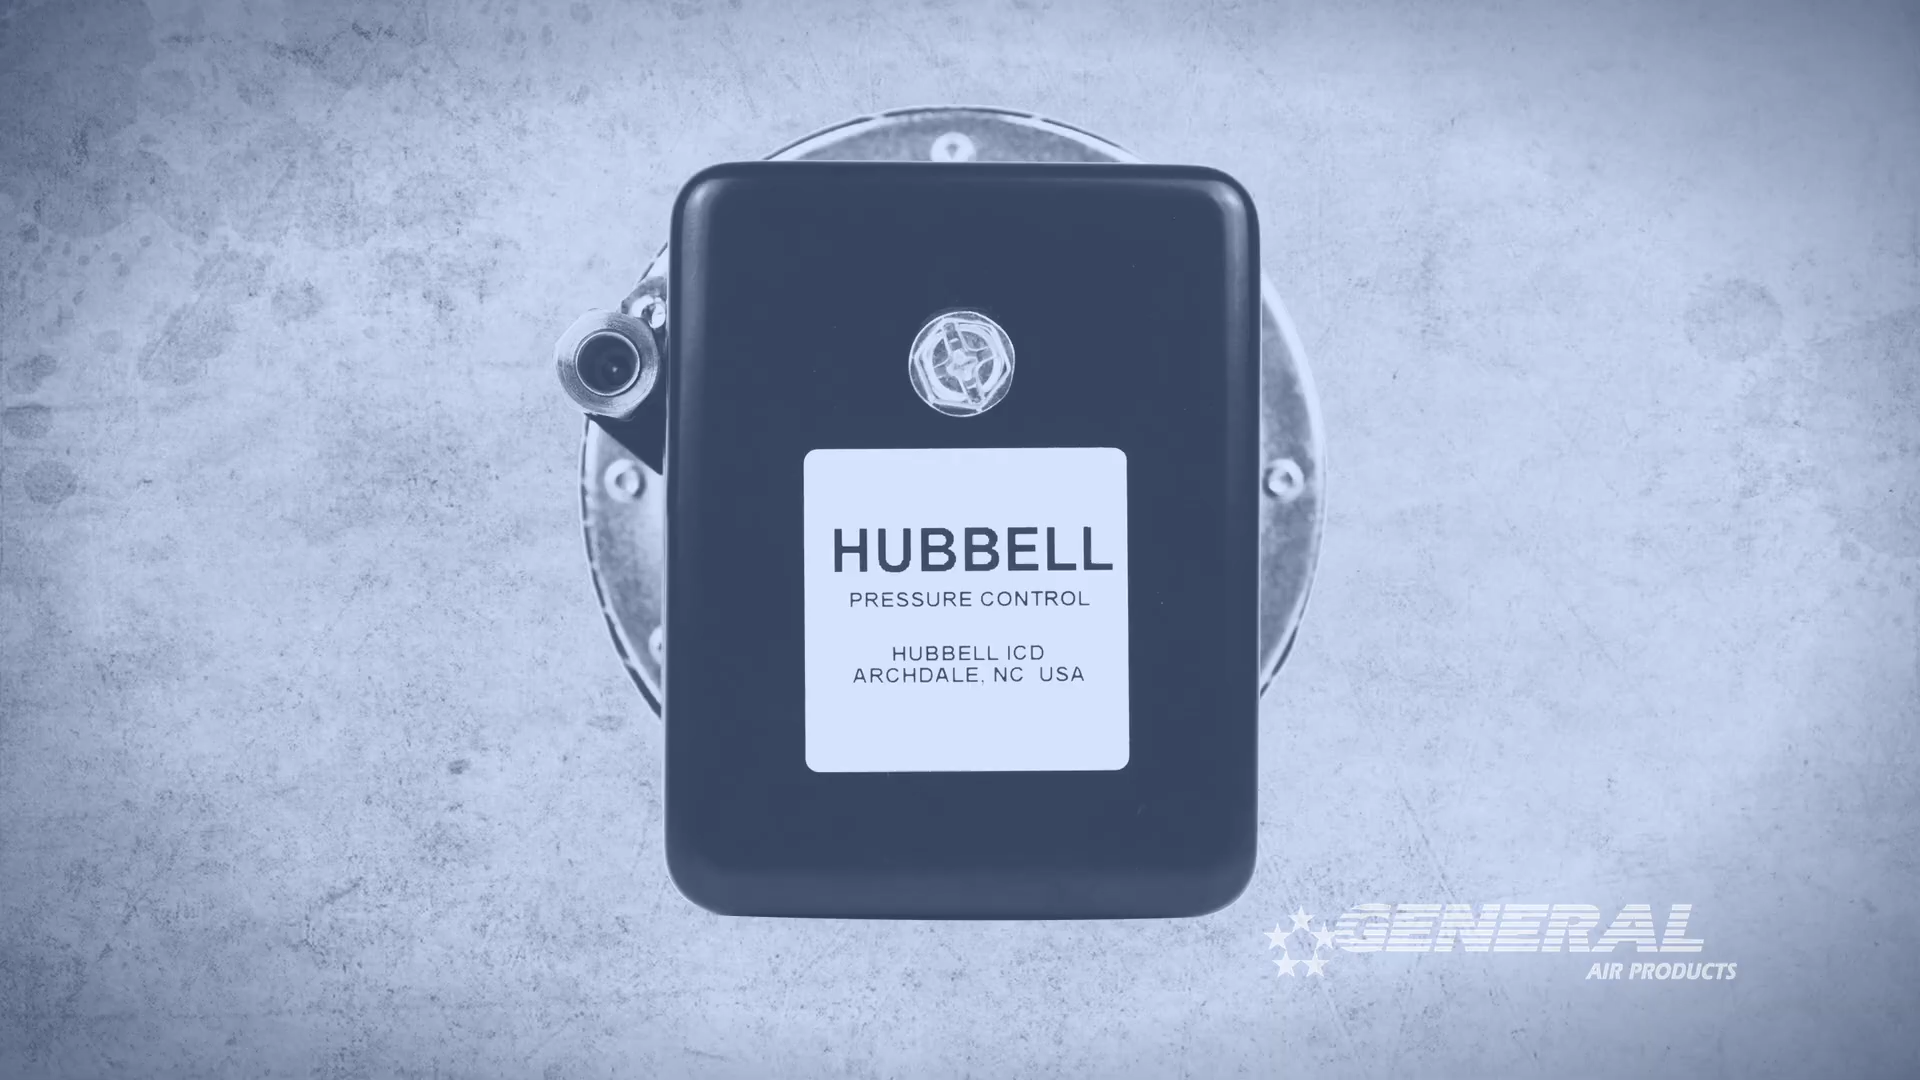 HUBBELL
PRESSURE CONTROL
HUBBELL ICD
ARCHDALE, NC USA
GENERAL
AIR PRODUCTS